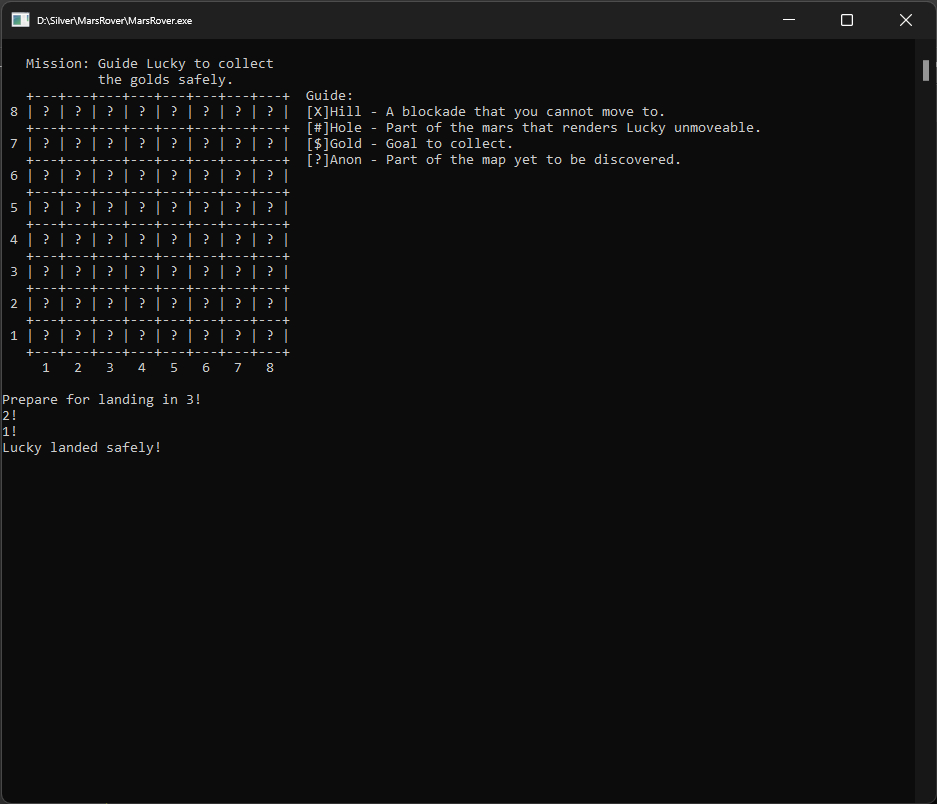 D:\Silver\MarsRover\MarsRover.exe
Mission: Guide Lucky to collect
the golds safely.
+---+---+---+---+---+---+---+---+ Guide:
8 | ? | ? | ? | ? | ? | ? | ? | ? | [X]Hill - A blockade that you cannot move to.
+---+---+---+---+---+---+---+---+ [#]Hole - Part of the mars that renders Lucky unmoveable.
7 | ? | ? | ? | ? | ? | ? | ? | ? | [$]Gold - Goal to collect.
+---+---+---+---+---+---+---+---+ [?]Anon - Part of the map yet to be discovered.
6 | ? | ? | ? | ? | ? | ? | ? | ? |
+---+---+---+---+---+---+---+---+
5 | ? | ? | ? | ? | ? | ? | ? | ? |
+---+---+---+---+---+---+---+---+
4 | ? | ? | ? | ? | ? | ? | ? | ? |
+---+---+---+---+---+---+---+---+
3 | ? | ? | ? | ? | ? | ? | ? | ? |
+---+---+---+---+---+---+---+---+
2 | ? | ? | ? | ? | ? | ? | ? | ? |
+---+---+---+---+---+---+---+---+
1 | ? | ? | ? | ? | ? | ? | ? | ? |
+---+---+---+---+---+---+---+---+
1 2 3 4 5 6 7 8
Prepare for landing in 3!
2!
1!
Lucky landed safely!